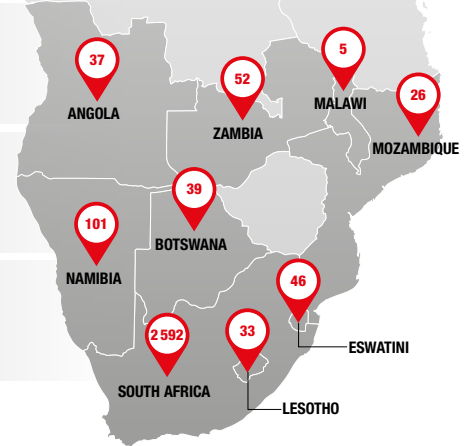 37
ANGOLA
52
ZAMBIA
5
MALAWI
26
MOZAMBIQUE
39
BOTSWANA
101
NAMIBIA
46
ESWATINI
2 592
SOUTH AFRICA
33
LESOTHO